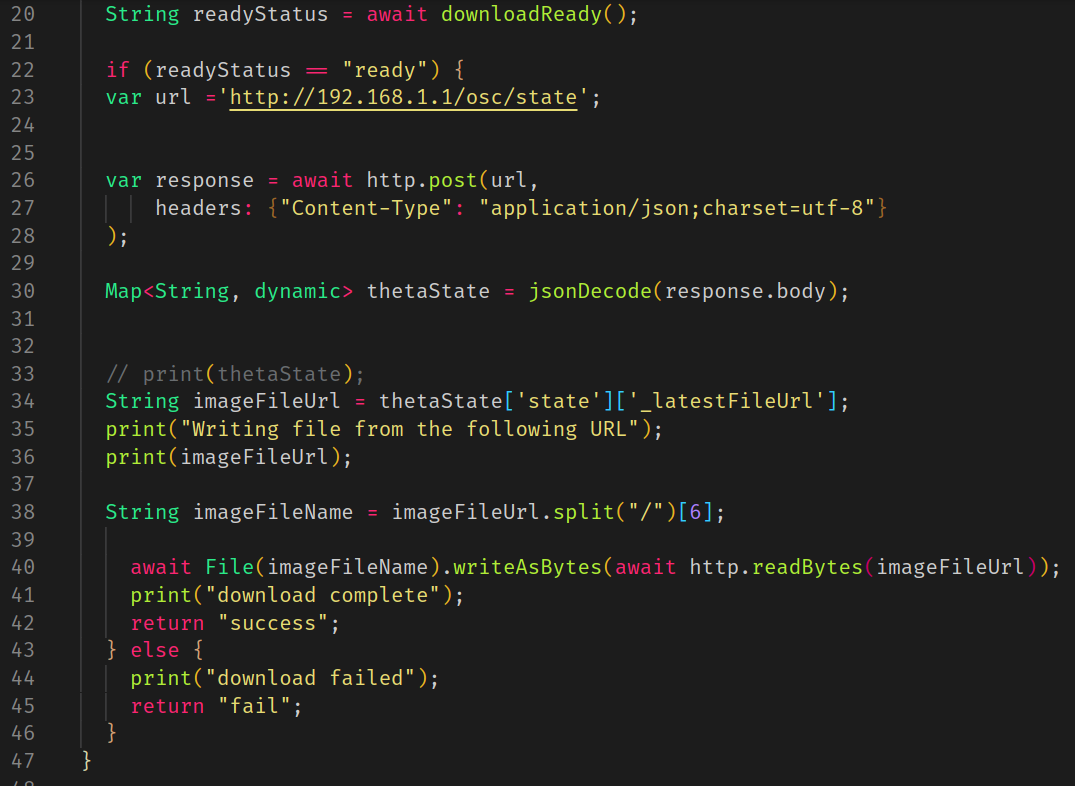 20 String readyStatus = await downloadReady();
21
22 if (readyStatus == "ready") {
23 var url ='http://192.168.1.1/osc/state';
24
25
26 var response = await http.post(url,
27 headers: {"Content-Type": "application/json;charset=utf-8"}
28 );
29
30 Map<String, dynamic> thetaState = jsonDecode(response.body);
31
32
33 // print(thetaState);
34 String imageFileUrl = thetaState['state']['_latestFileUrl'];
35 print("Writing file from the following URL");
36 print(imageFileUrl);
37
38 String imageFileName = imageFileUrl.split("/")[6];
39
40 await File(imageFileName).writeAsBytes(await http.readBytes(imageFileUrl));
41 print("download complete");
42 return "success";
43 } else {
44 print("download failed");
45 return "fail";
46 }
47 }